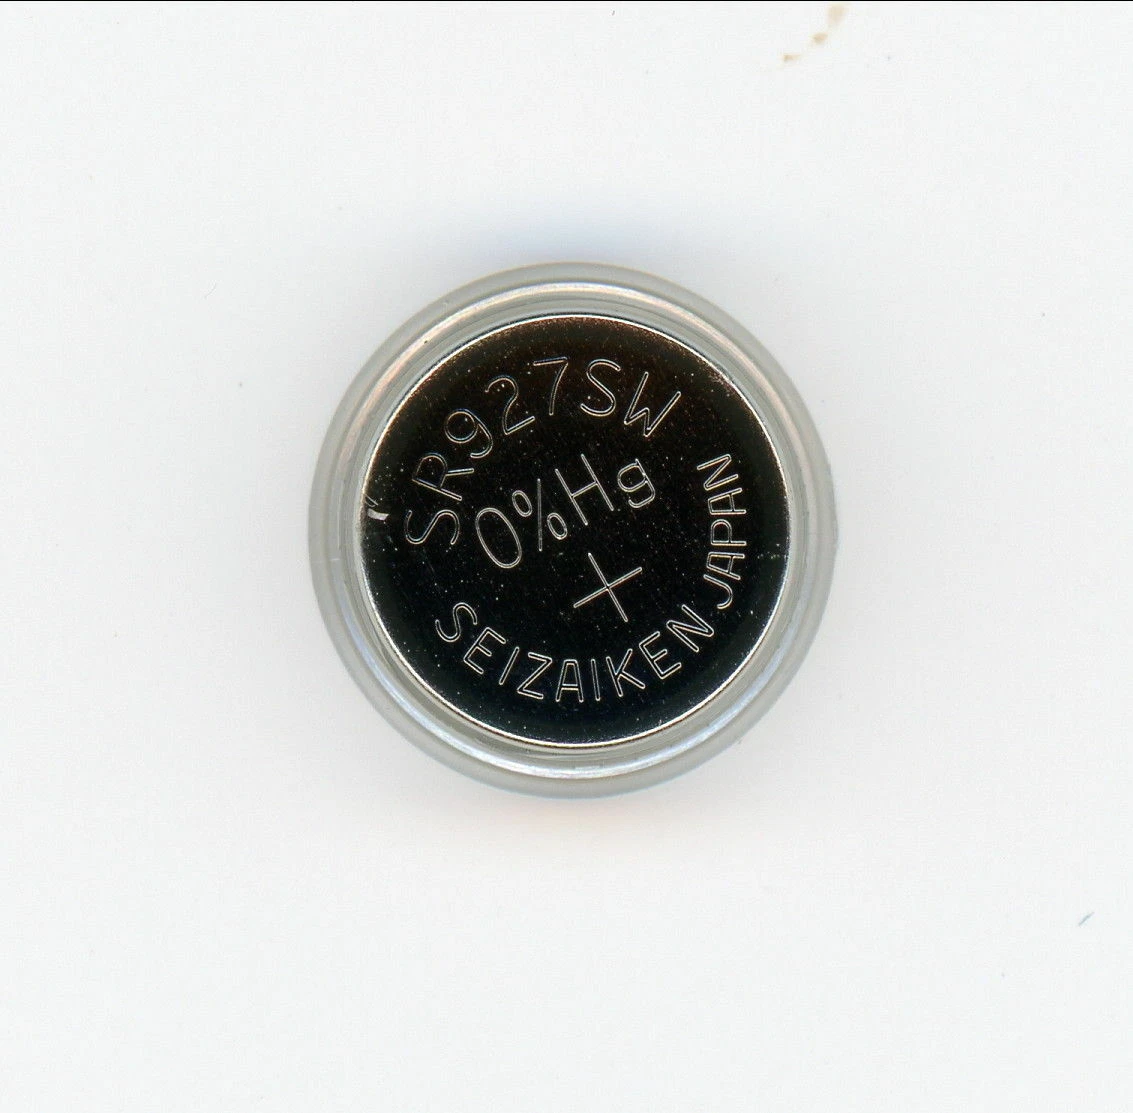 SR927SW
0%Hg
+
SEIZAIKEN JAPAN